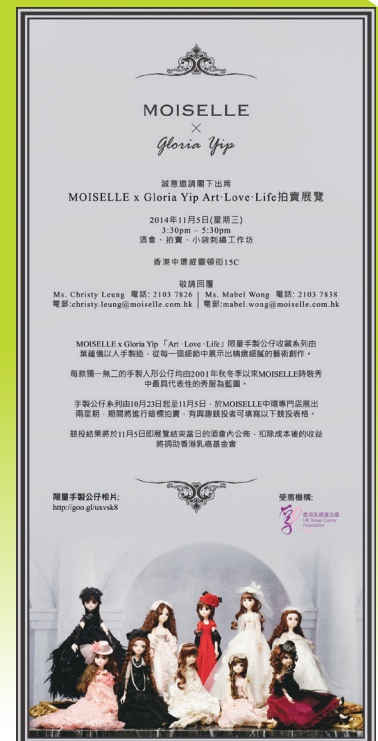 MOISELLE
×
Gloria Yip
誠意邀請閣下出席
MOISELLE x Gloria Yip Art·Love·Life拍賣展覽
2014年11月5日(星期三)
3:30pm – 5:30pm
酒會、拍賣、小袋刺繡工作坊
香港中環威靈頓街15C
敬請回覆
Ms. Christy Leung 電話: 2103 7826 | Ms. Mabel Wong 電話: 2103 7838
電郵:christy.leung@moiselle.com.hk | 電郵:mabel.wong@moiselle.com.hk
MOISELLE x Gloria Yip 「Art·Love·Life」限量手製公仔收藏系列由
葉蘊儀以人手製造，從每一個細節中展示出精緻細膩的藝術創作。
每款獨一無二的手製人形公仔均由2001年秋冬季以來MOISELLE時裝秀
中最具代表性的秀服為藍圖。
手製公仔系列由10月23日起至11月5日，於MOISELLE中環專門店展出
兩星期，期間將進行暗標拍賣，有興趣競投者可填寫以下競投表格。
競投結果將於11月5日即展覽結束當日的酒會內公佈，扣除成本後的收益
將捐助香港乳癌基金會
限量手製公仔相片:
http://goo.gl/uxvsk8
受惠機構:
香港乳癌基金會
HK Breast Cancer
Foundation